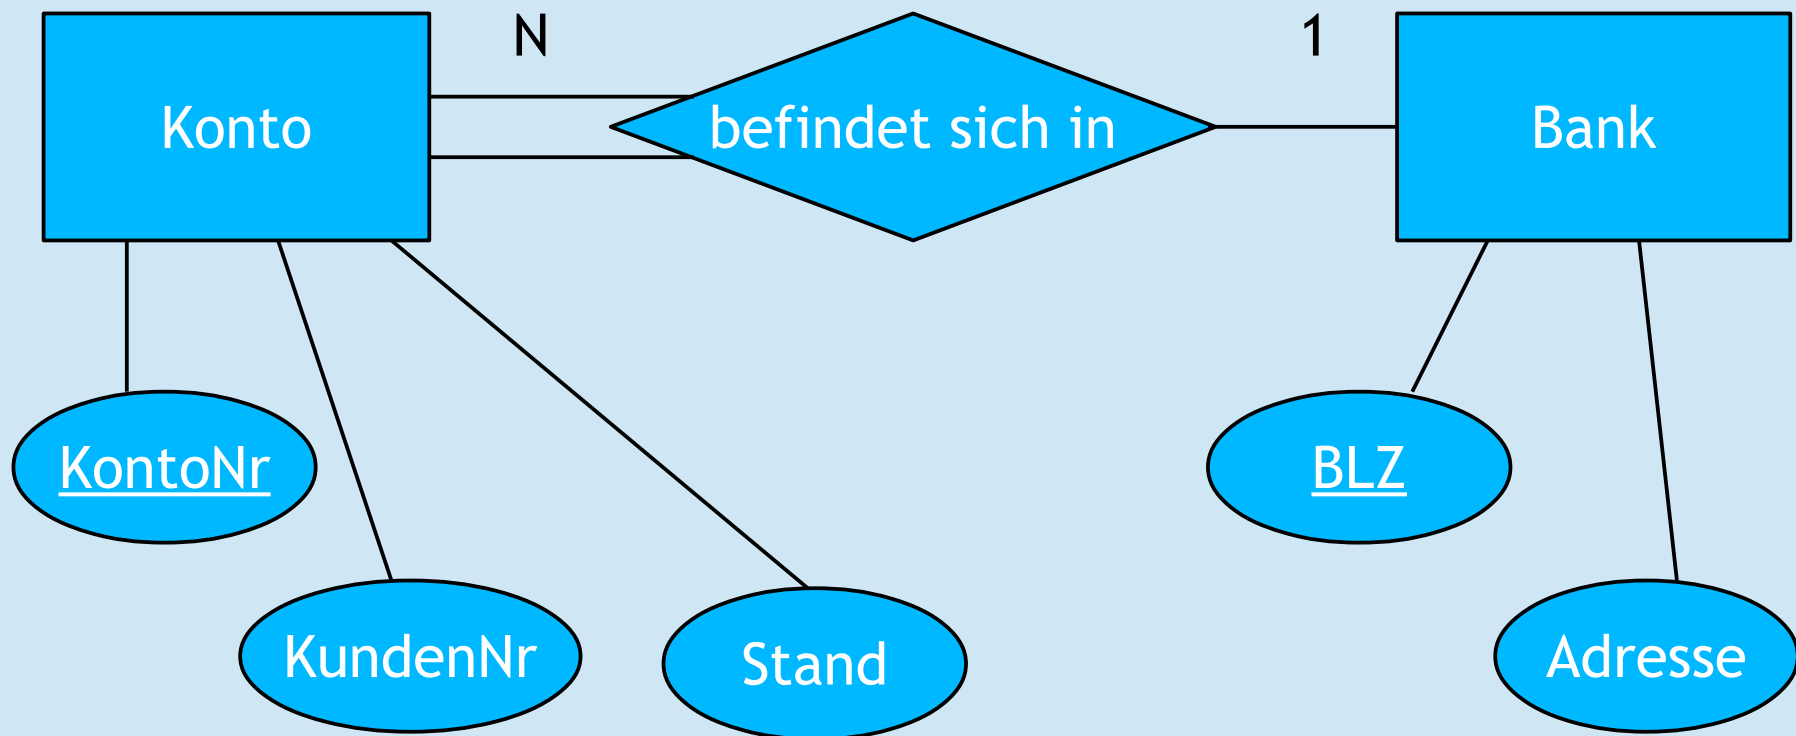 N
1
Konto
befindet sich in
Bank
KontoNr
BLZ
KundenNr
Stand
Adresse